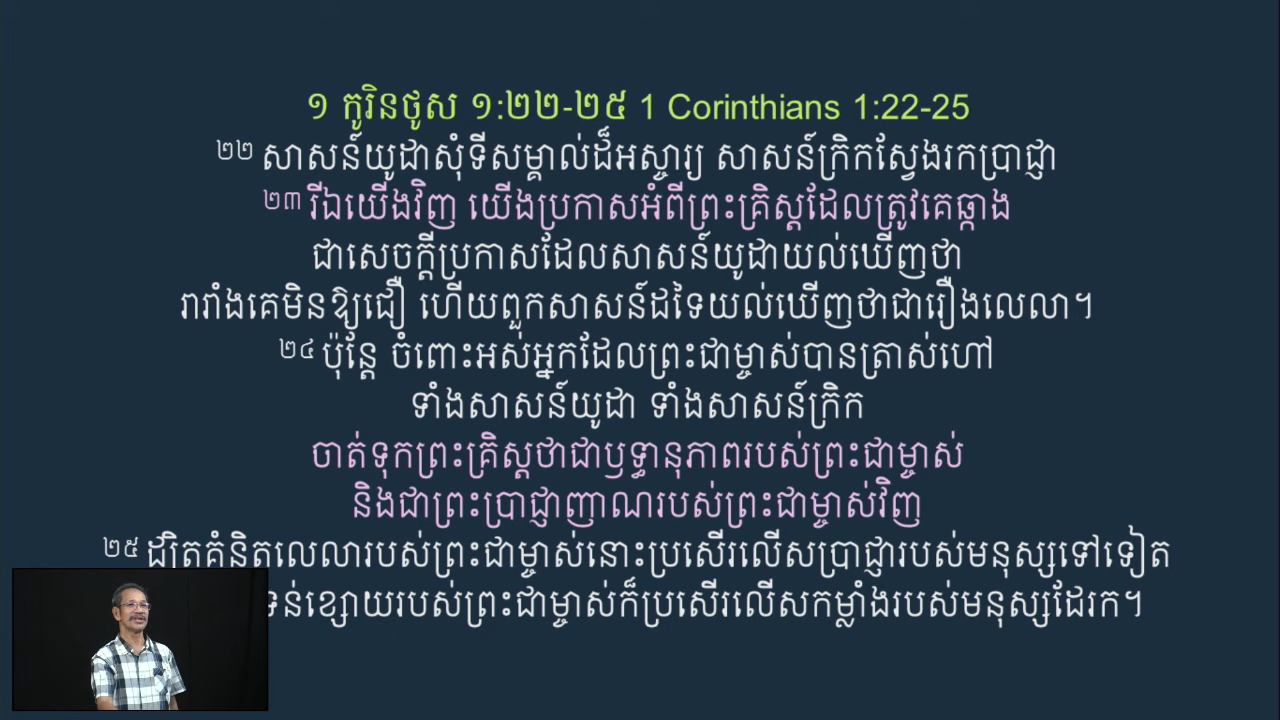 ១ កូរិនថូស ១:២២-២៥ 1 Corinthians 1:22-25
២២ សាសន៍យូដាសុំទីសម្គាល់ដ៏អស្ចារ្យ សាសន៍ក្រិកស្វែងរកប្រាជ្ញា
២៣ រីឯយើងវិញ យើងប្រកាសអំពីព្រះគ្រិស្តដែលត្រូវគេឆ្កាង
ជាសេចក្ដីប្រកាសដែលសាសន៍យូដាយល់ឃើញថា
រារាំងគេមិនឱ្យជឿ ហើយពួកសាសន៍ដទៃយល់ឃើញថាជារឿងលេលា។
២៤ ប៉ុន្តែ ចំពោះអស់អ្នកដែលព្រះជាម្ចាស់បានត្រាស់ហៅ
ទាំងសាសន៍យូដា ទាំងសាសន៍ក្រិក
ចាត់ទុកព្រះគ្រិស្តថាជាឫទ្ធានុភាពរបស់ព្រះជាម្ចាស់
និងជាព្រះប្រាជ្ញាញាណរបស់ព្រះជាម្ចាស់វិញ
២៥ ដ្បិតគំនិតលេលារបស់ព្រះជាម្ចាស់នោះប្រសើរលើសប្រាជ្ញារបស់មនុស្សទៅទៀត
ទន់ខ្សោយរបស់ព្រះជាម្ចាស់ក៏ប្រសើរលើសកម្លាំងរបស់មនុស្សដែរក។